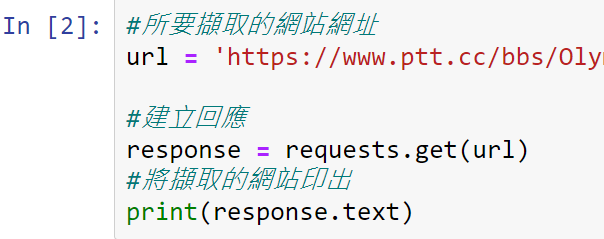 In [2]: #所要擷取的網站網址
url = 'https://www.ptt.cc/bbs/Oly
#建立回應
response = requests.get(url)
#將擷取的網站印出
print(response.text)